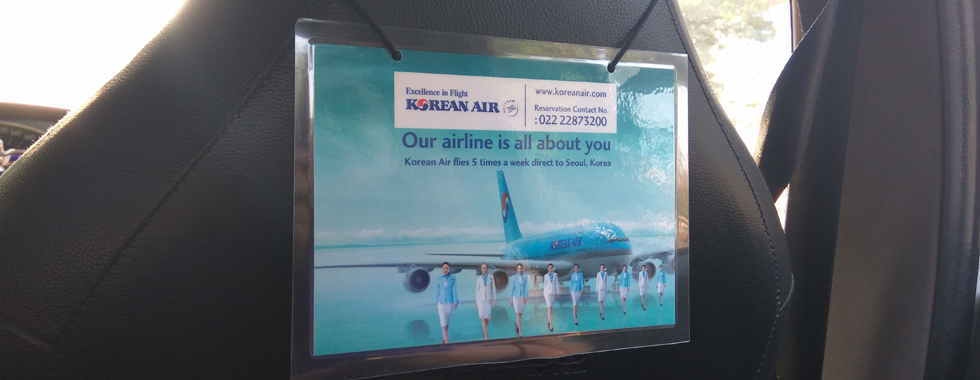 Excellence in Flight
KOREAN AIR
www.koreanair.com
Reservation Contact No.
: 022 22873200
Our airline is all about you
Korean Air flies 5 times a week direct to Seoul, Korea
KOREAN AIR